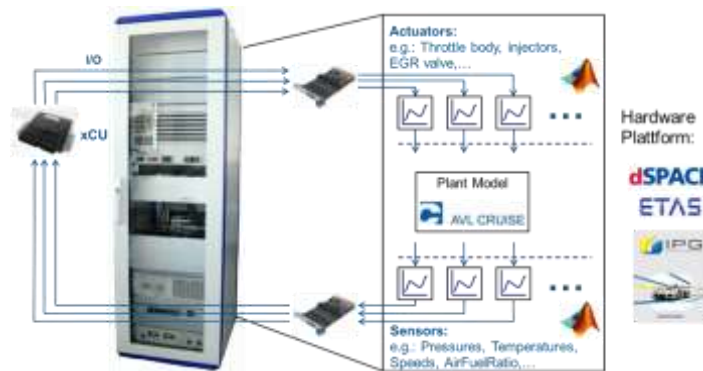 Actuators:
e.g.: Throttle body, injectors,
EGR valve,...
I/O
xCU
Hardware
Plattform:
Plant Model
AVL CRUISE
dSPACE
ETAS
IPG
Sensors:
e.g.: Pressures, Temperatures,
Speeds, AirFuelRatio,...